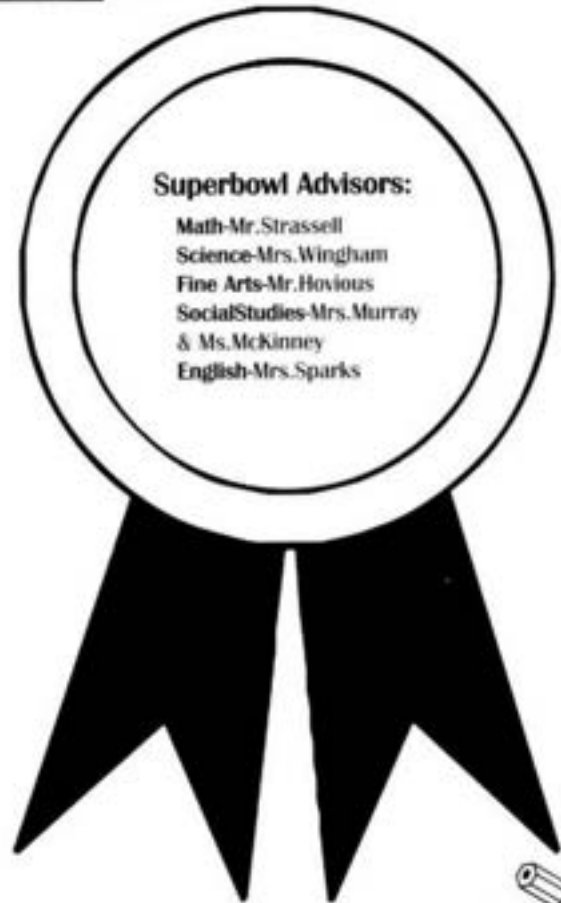 Superbowl Advisors:
Math-Mr.Strassell
Science-Mrs.Wingham
Fine Arts-Mr.Hovious
SocialStudies-Mrs.Murray
& Ms.McKinney
English-Mrs.Sparks